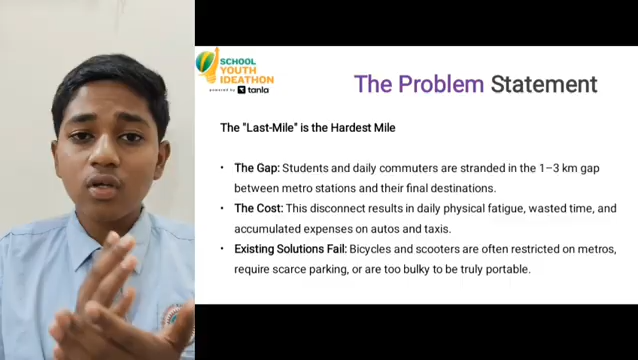 SCHOOL
YOUTH
IDEATHON
powered by tanla
The Problem Statement
The "Last-Mile" is the Hardest Mile
• The Gap: Students and daily commuters are stranded in the 1–3 km gap
between metro stations and their final destinations.
• The Cost: This disconnect results in daily physical fatigue, wasted time, and
accumulated expenses on autos and taxis.
• Existing Solutions Fail: Bicycles and scooters are often restricted on metros,
require scarce parking, or are too bulky to be truly portable.